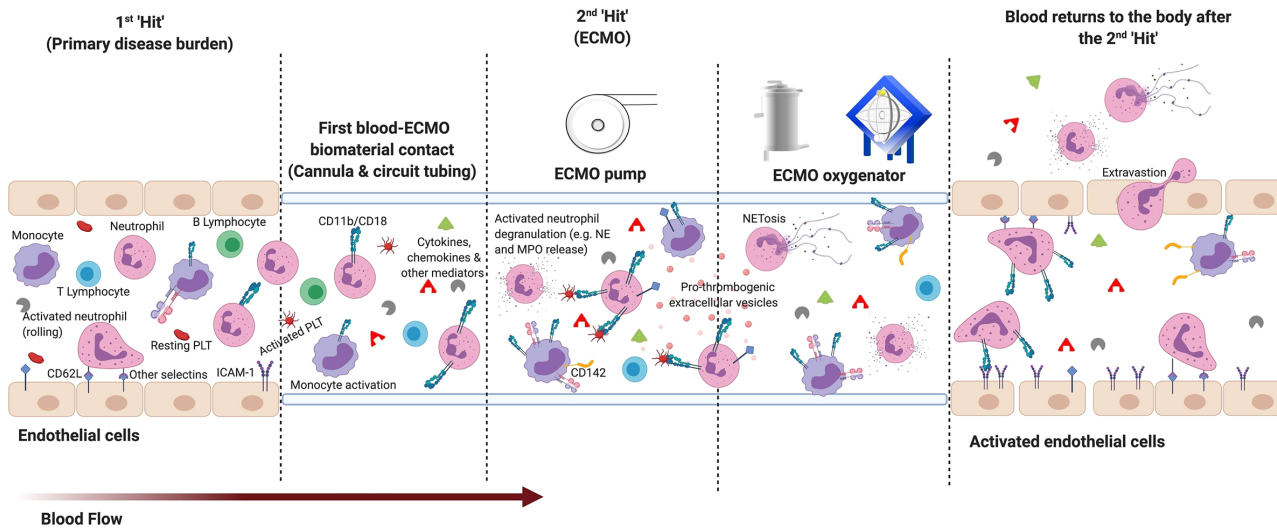 1st 'Hit'
(Primary disease burden)
2nd 'Hit'
(ECMO)
Blood returns to the body after
the 2nd 'Hit'
First blood-ECMO
biomaterial contact
(Cannula & circuit tubing)
ECMO pump
ECMO oxygenator
Monocyte
Neutrophil
B Lymphocyte
T Lymphocyte
Activated neutrophil
(rolling)
Resting PLT
CD62L
Other selectins
ICAM-1
Endothelial cells
CD11b/CD18
Cytokines,
chemokines &
other mediators
Activated PLT
Monocyte activation
Activated neutrophil
degranulation (e.g. NE
and MPO release)
CD142
Pro thrombogenic
extracellular vesicles
NETosis
Extravastion
Activated endothelial cells
Blood Flow